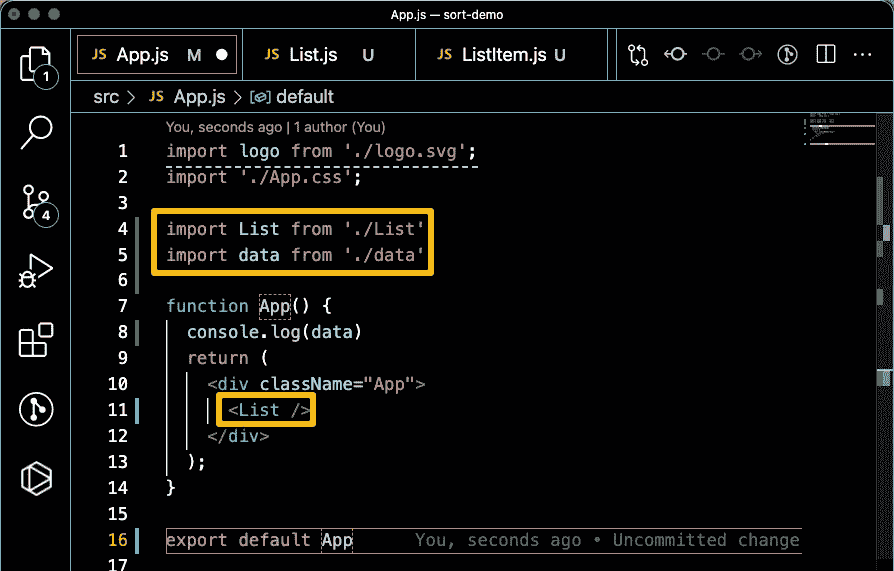 App.js — sort-demo
JS App.js M JS List.js U JS ListItem.js U
1
src > JS App.js > default
You, seconds ago | 1 author (You)
1 import logo from './logo.svg';
2 import './App.css';
3
4 import List from './List'
5 import data from './data'
6
7 function App() {
8 console.log(data)
9 return (
10 <div className="App">
11 <List />
12 </div>
13 );
14 }
15
16 export default App You, seconds ago • Uncommitted change
17
4